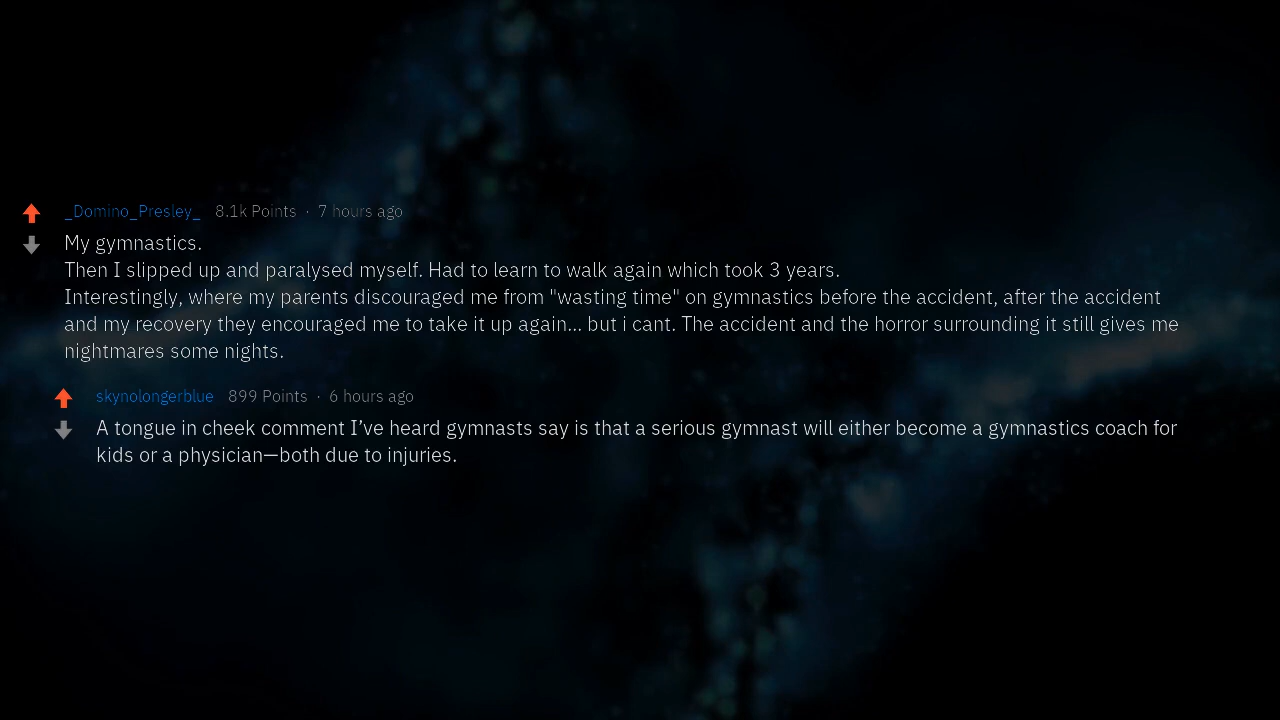 _Domino_Presley_ 8.1k Points · 7 hours ago
My gymnastics.
Then I slipped up and paralysed myself. Had to learn to walk again which took 3 years.
Interestingly, where my parents discouraged me from "wasting time" on gymnastics before the accident, after the accident
and my recovery they encouraged me to take it up again... but i cant. The accident and the horror surrounding it still gives me
nightmares some nights.
skynolongerblue 899 Points · 6 hours ago
A tongue in cheek comment I’ve heard gymnasts say is that a serious gymnast will either become a gymnastics coach for
kids or a physician—both due to injuries.